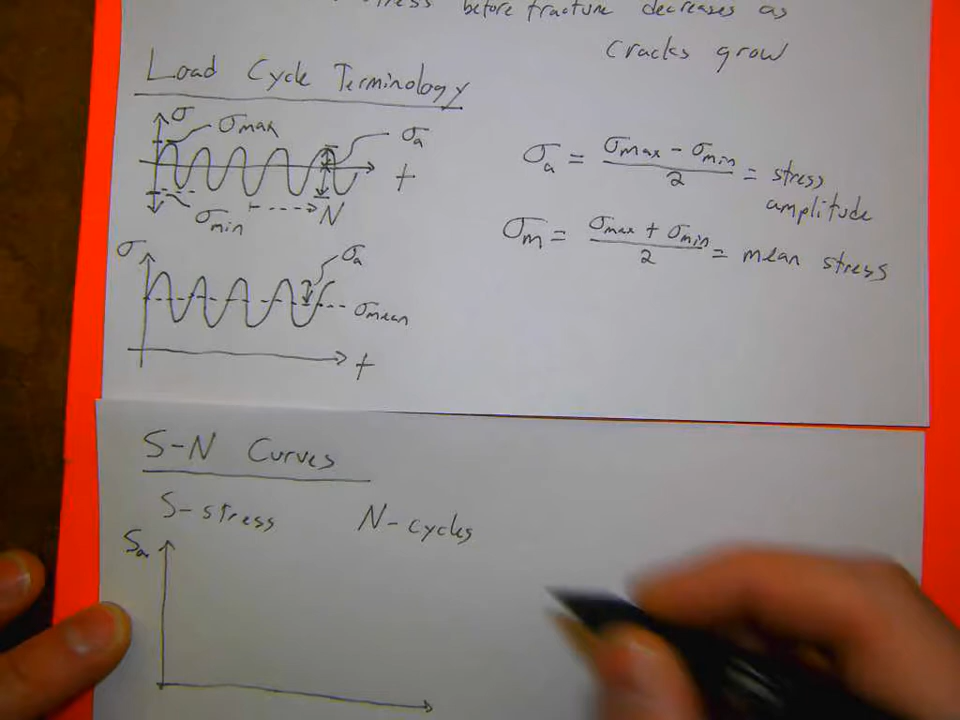 stress before fracture decreases as
cracks grow
Load Cycle Terminology
σ
σmax
σa
t
σmin
N
σa = σmax - σmin / 2 = stress
amplitude
σm = σmax + σmin / 2 = mean stress
σ
σa
σmean
t
S-N Curves
S-stress N-cycles
Sa